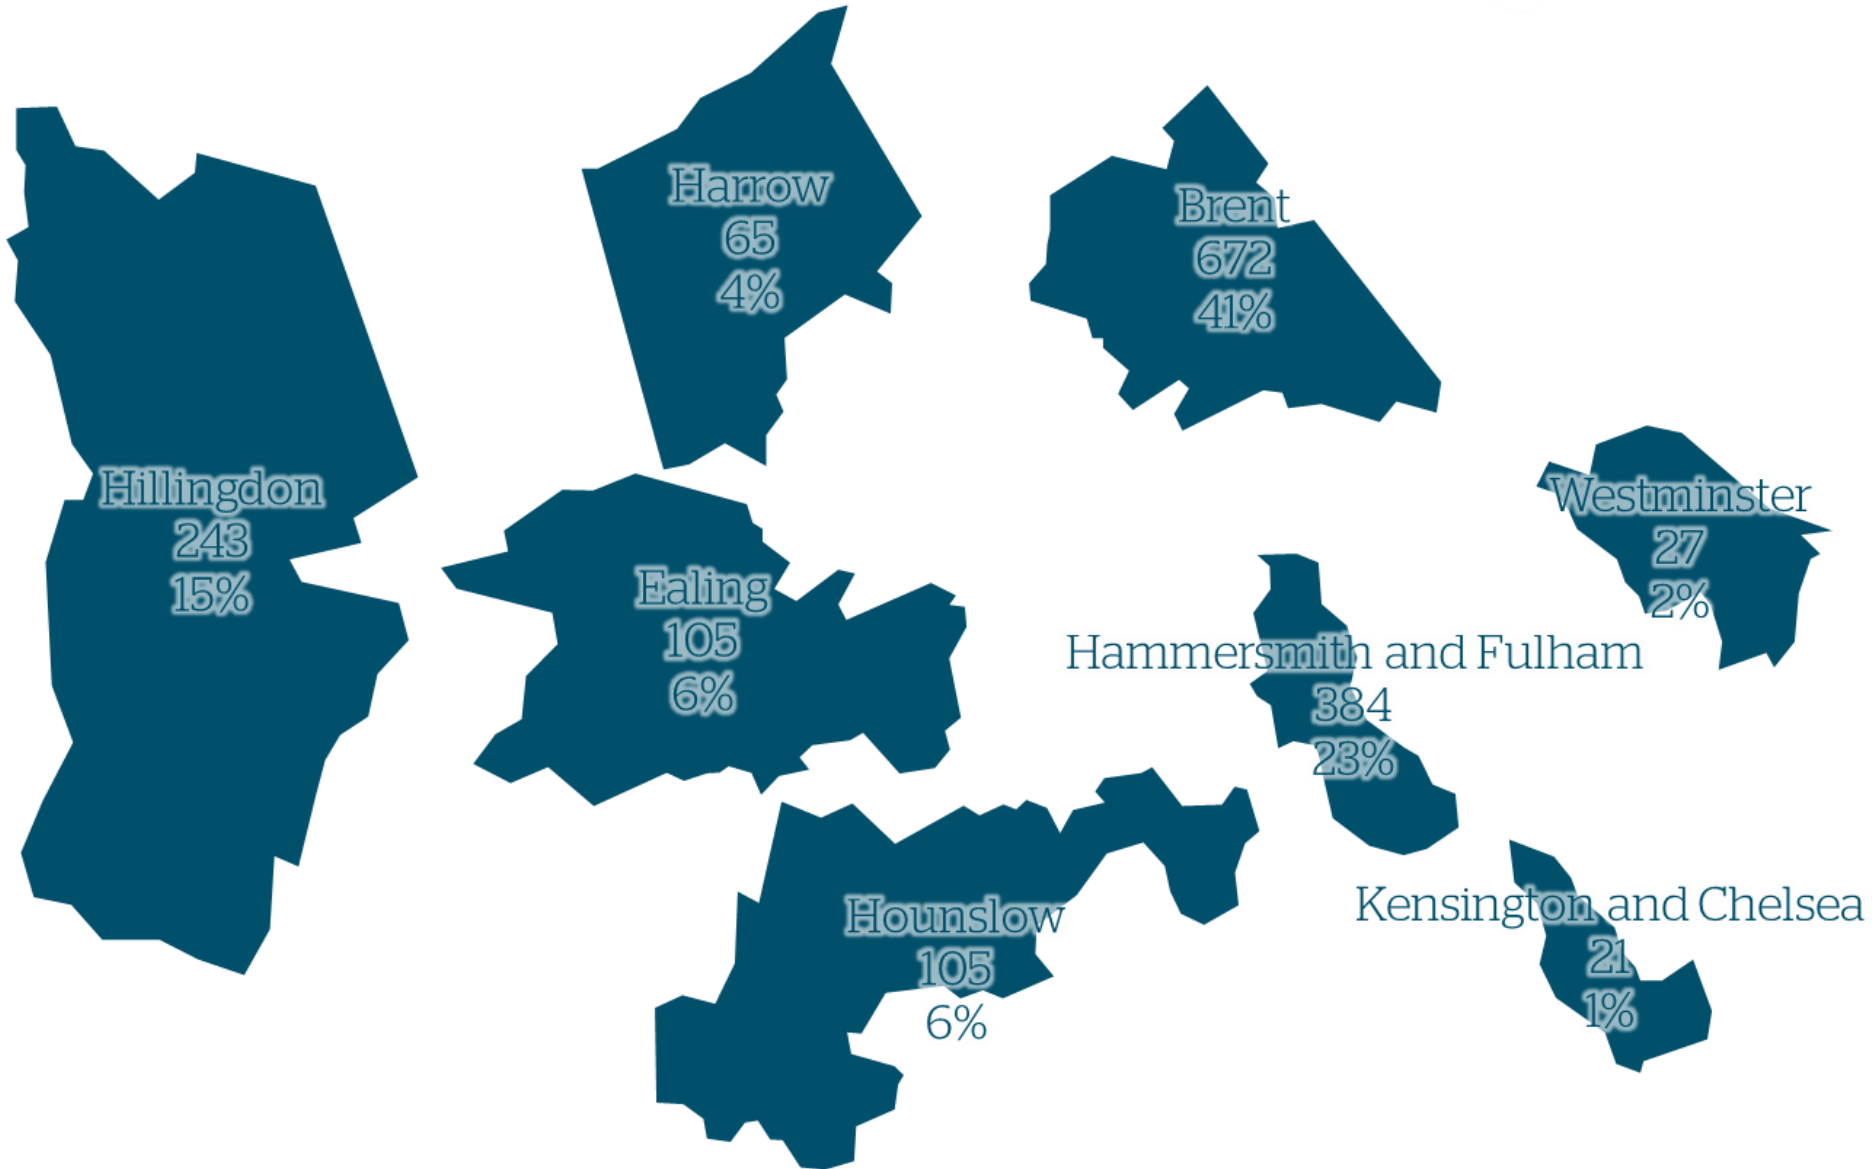 Harrow
65
4%
Brent
672
41%
Hillingdon
243
15%
Westminster
27
2%
Ealing
105
6%
Hammersmith and Fulham
384
23%
Hounslow
105
6%
Kensington and Chelsea
21
1%